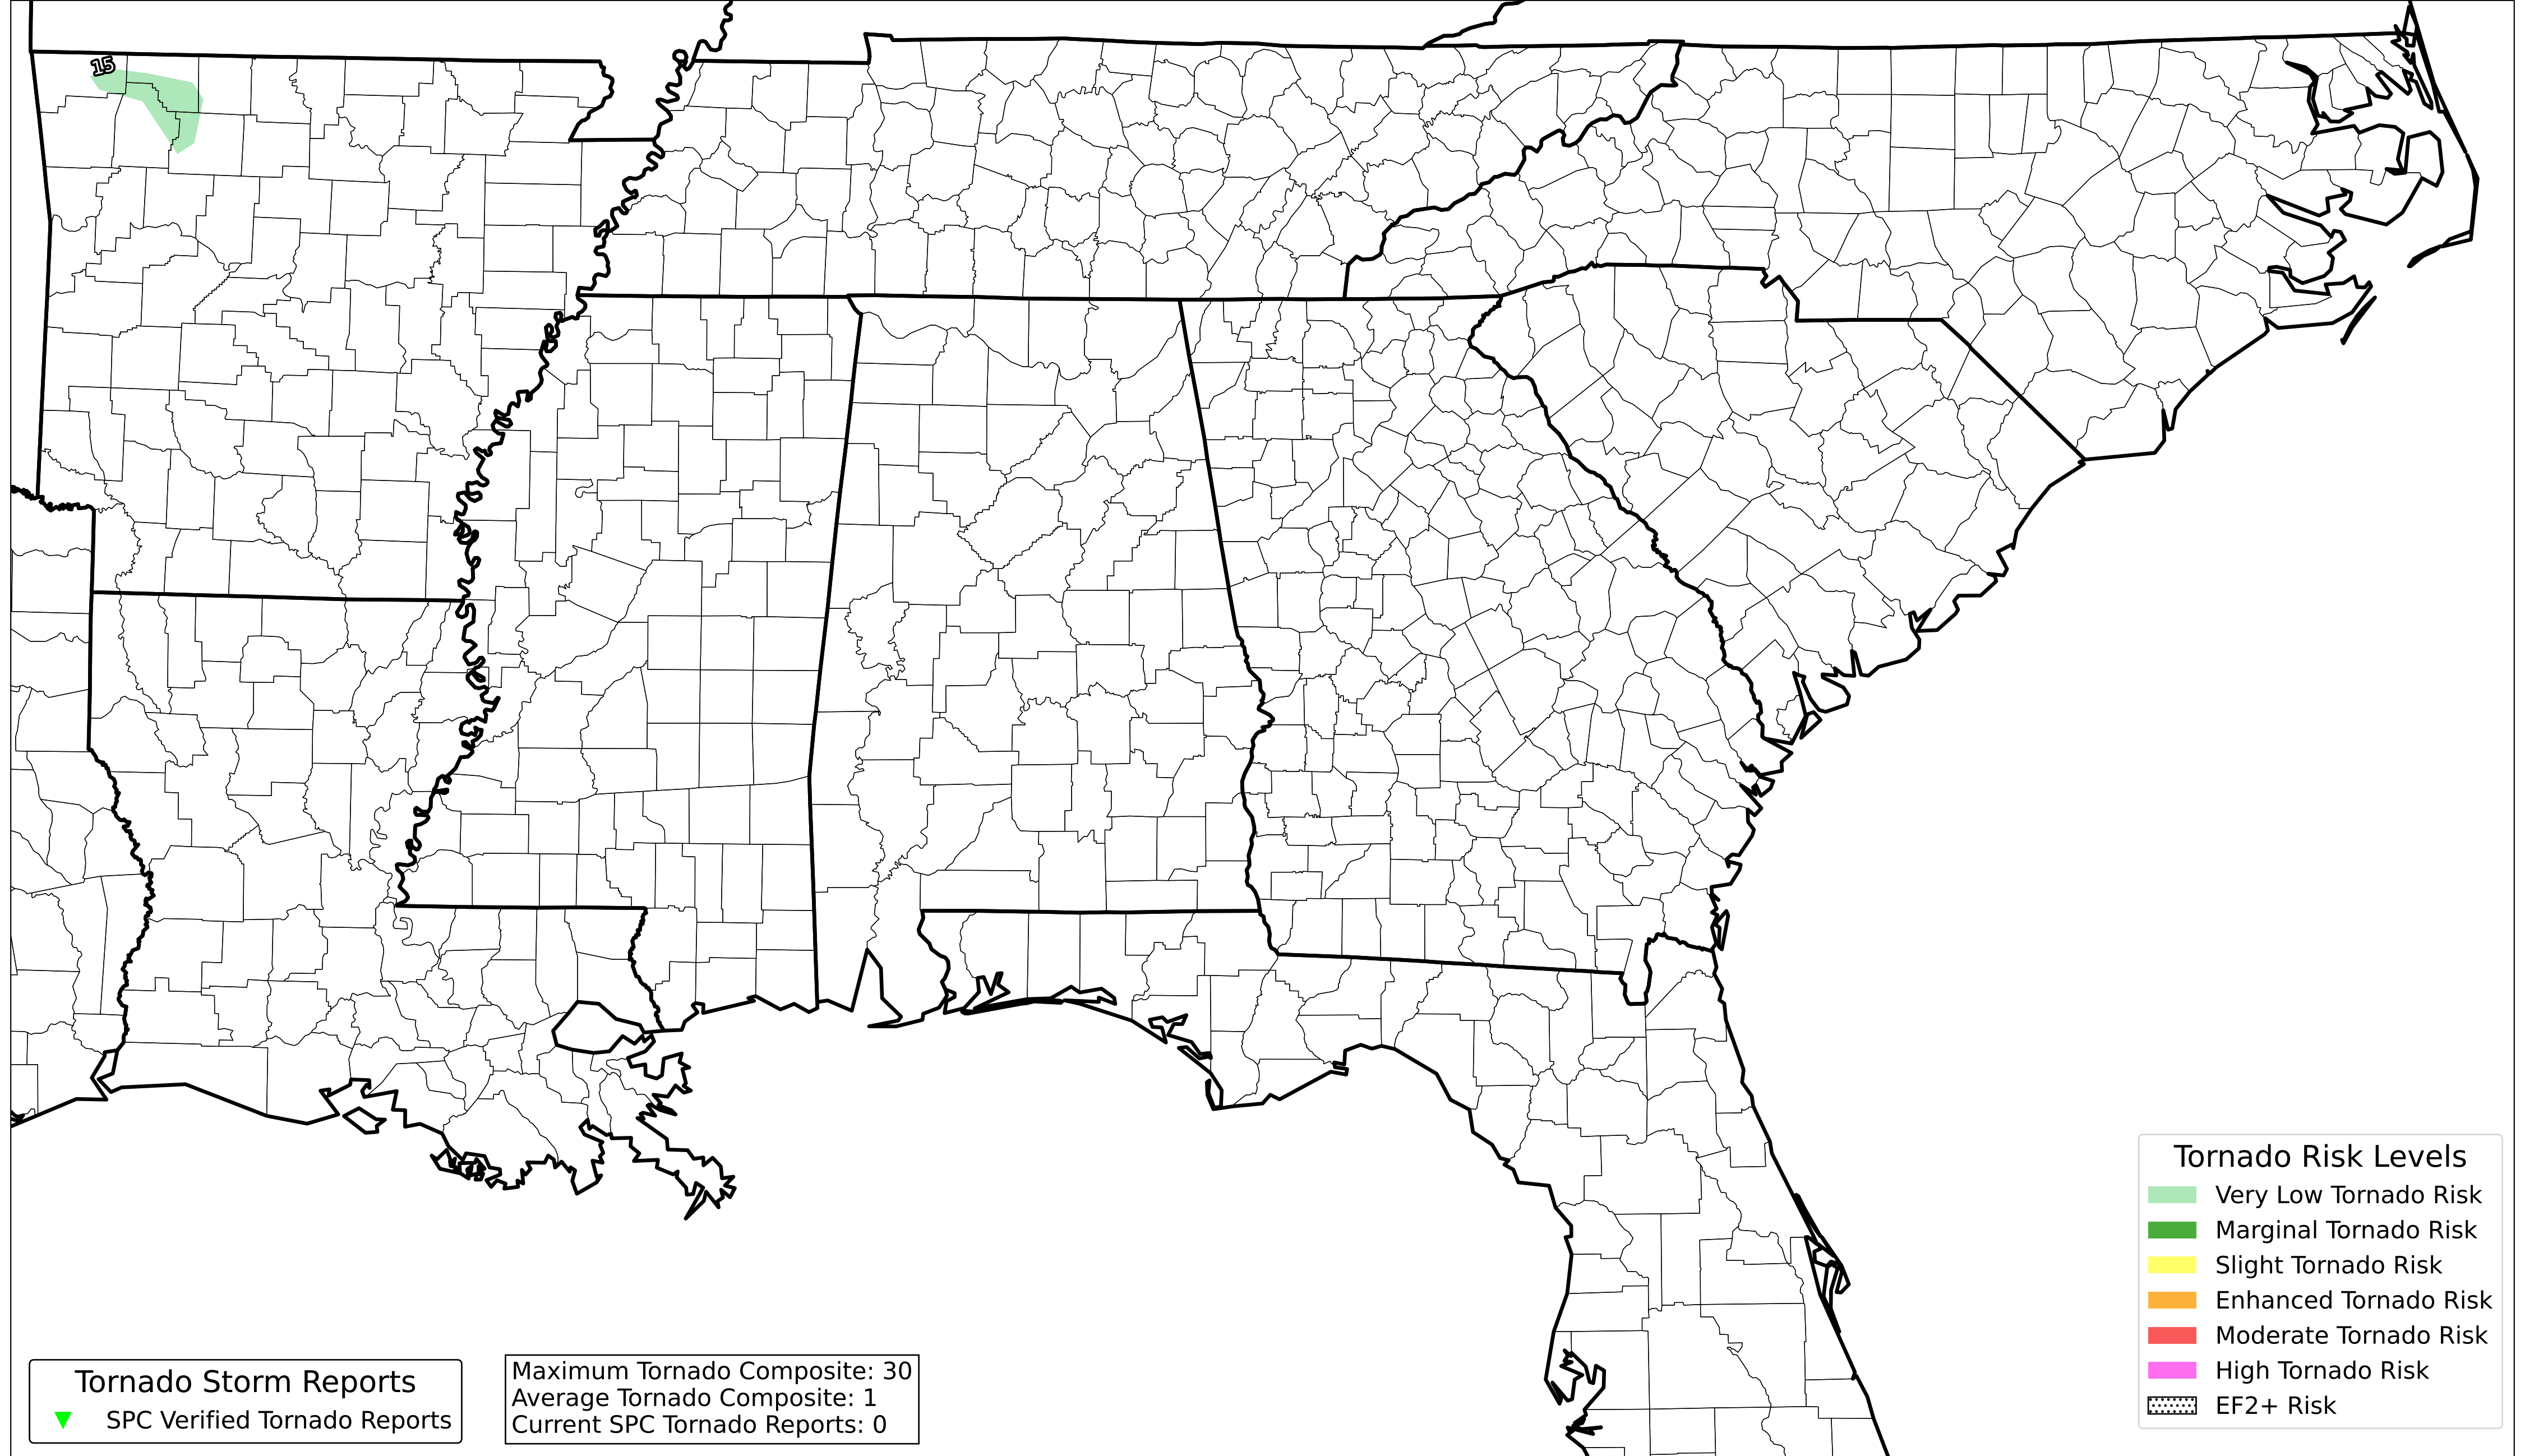 15
Tornado Risk Levels
Very Low Tornado Risk
Marginal Tornado Risk
Slight Tornado Risk
Enhanced Tornado Risk
Moderate Tornado Risk
High Tornado Risk
EF2+ Risk
Tornado Storm Reports
SPC Verified Tornado Reports
Maximum Tornado Composite: 30
Average Tornado Composite: 1
Current SPC Tornado Reports: 0